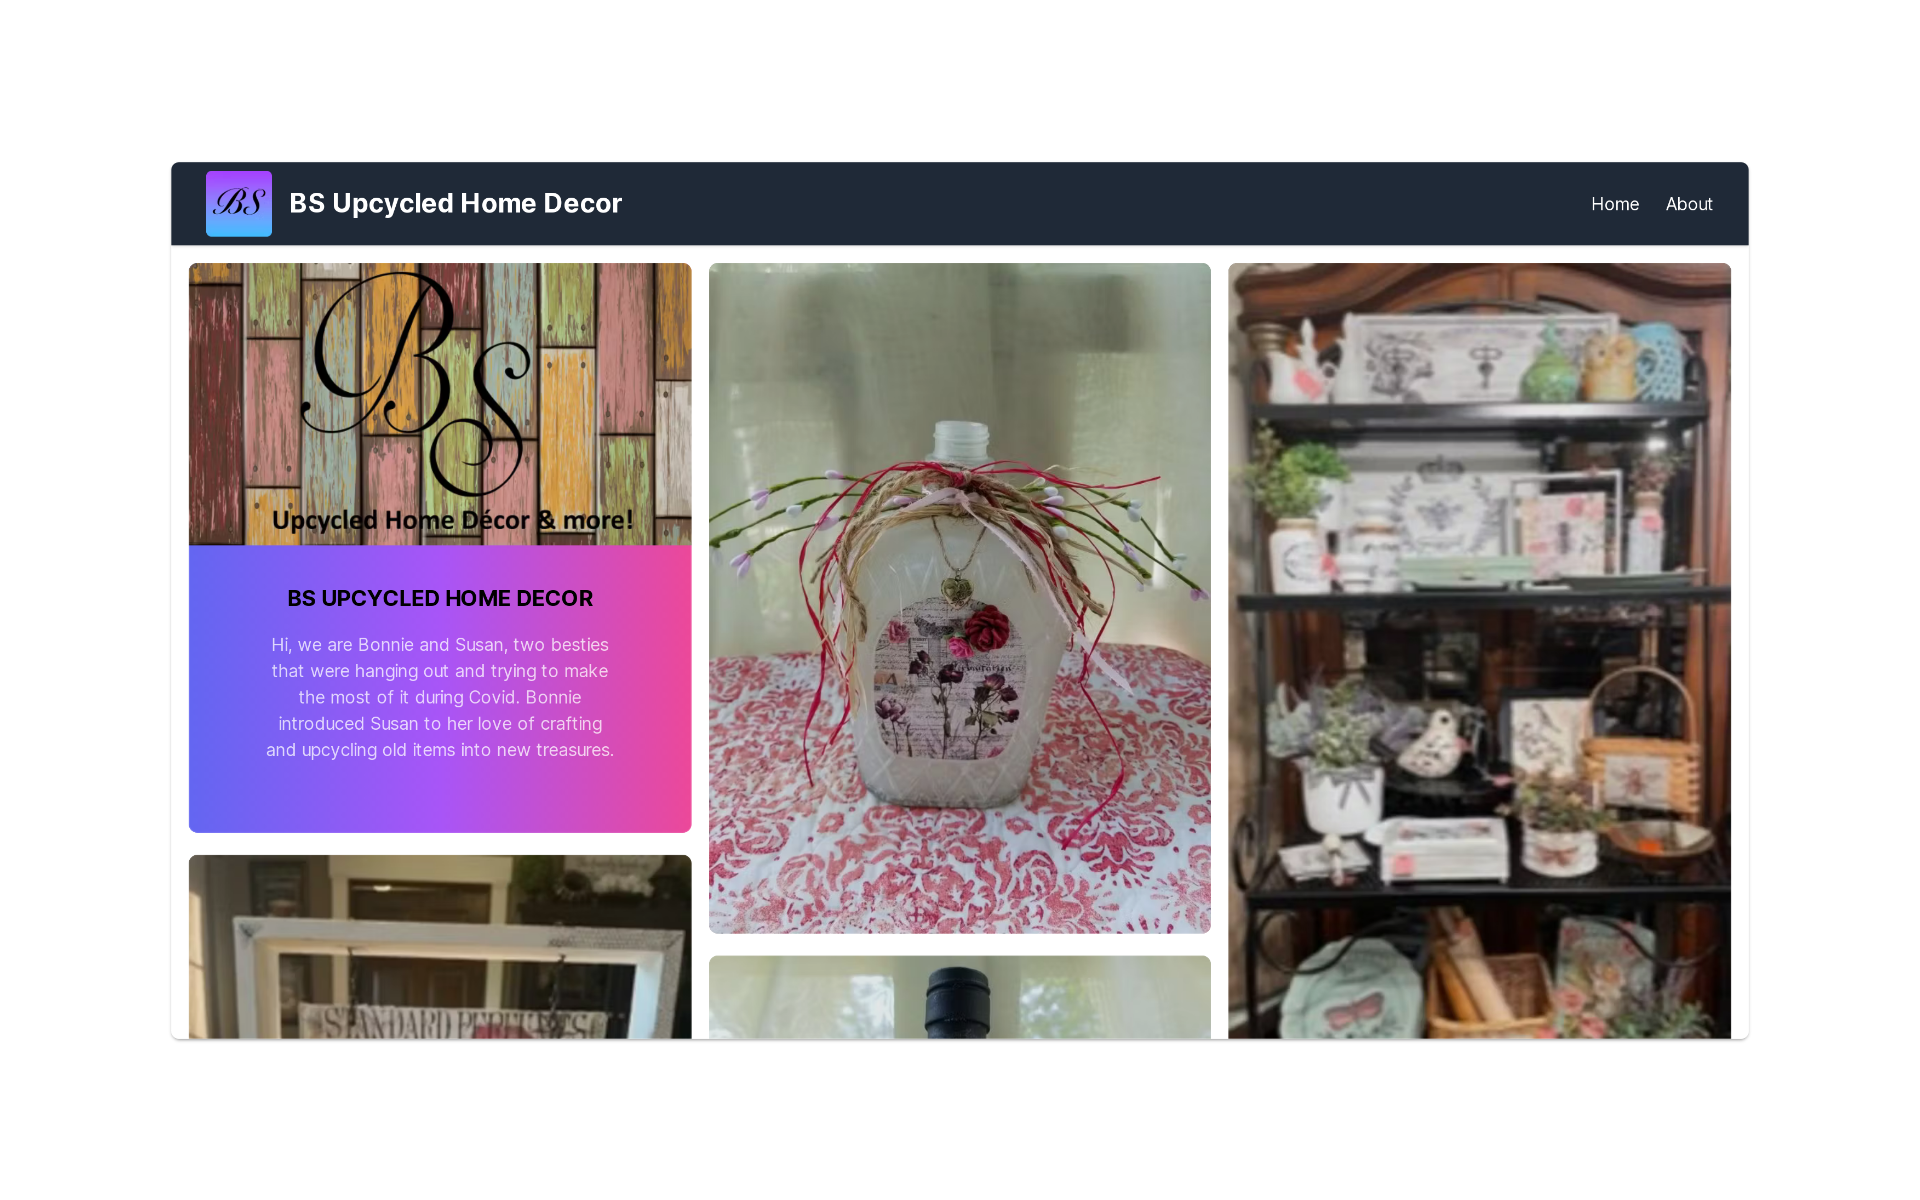 BS
BS Upcycled Home Decor
Home
About
BS
Upcycled Home Décor & more!
BS UPCYCLED HOME DECOR
Hi, we are Bonnie and Susan, two besties
that were hanging out and trying to make
the most of it during Covid. Bonnie
introduced Susan to her love of crafting
and upcycling old items into new treasures.
STANDARD